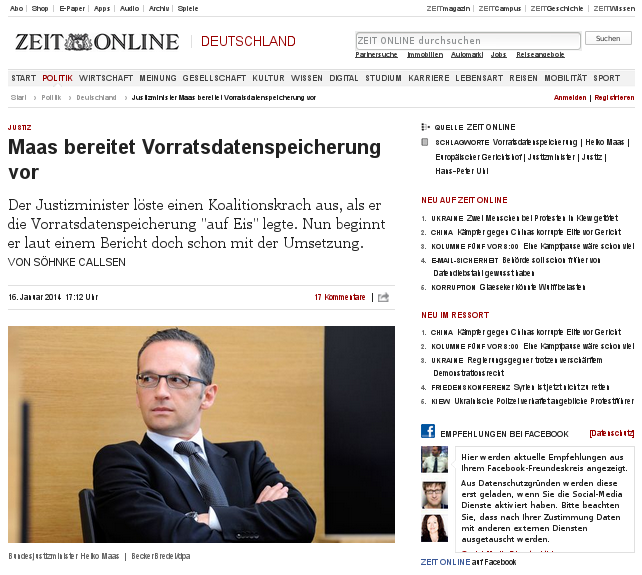 Abo Shop E-Paper Apps Audio Archiv Spiele
ZEITmagazin ZEITCampus ZEITGeschichte ZEITWissen
ZEIT ONLINE DEUTSCHLAND
ZEIT ONLINE durchsuchen Suchen
Partnersuche Immobilien Automarkt Jobs Reiseangebote
START POLITIK WIRTSCHAFT MEINUNG GESELLSCHAFT KULTUR WISSEN DIGITAL STUDIUM KARRIERE LEBENSART REISEN MOBILITÄT SPORT
Start › Politik › Deutschland › Justizminister Maas bereitet Vorratsdatenspeicherung vor
Anmelden | Registrieren
JUSTIZ
Maas bereitet Vorratsdatenspeicherung
vor
Der Justizminister löste einen Koalitionskrach aus, als er
die Vorratsdatenspeicherung "auf Eis" legte. Nun beginnt
er laut einem Bericht doch schon mit der Umsetzung.
VON SÖHNKE CALLSEN
16. Januar 2014 17:12 Uhr
17 Kommentare |
Bundesjustizminister Heiko Maas | Becker Bredel/dpa
QUELLE ZEIT ONLINE
SCHLAGWORTE Vorratsdatenspeicherung | Heiko Maas |
Europäischer Gerichtshof | Justizminister | Justiz |
Hans-Peter Uhl
NEU AUF ZEIT ONLINE
1. UKRAINE Zwei Menschen bei Protesten in Kiew getötet
2. CHINA Kämpfer gegen Chinas korrupte Elite vor Gericht
3. KOLUMNE FÜNF VOR 8:00 Eine Kampfpause wäre schon viel
4. E-MAIL-SICHERHEIT Behörde soll schon früher von
Datendiebstahl gewusst haben
5. KORRUPTION Glaeseker könnte Wulff belasten
NEU IM RESSORT
1. CHINA Kämpfer gegen Chinas korrupte Elite vor Gericht
2. KOLUMNE FÜNF VOR 8:00 Eine Kampfpause wäre schon viel
3. UKRAINE Regierungsgegner trotzen verschärftem
Demonstrationsrecht
4. FRIEDENSKONFERENZ Syrien ist jetzt nicht zu retten
5. KIEW Ukrainische Polizei verhaftet angebliche Protestführer
EMPFEHLUNGEN BEI FACEBOOK [Datenschutz]
Hier werden aktuelle Empfehlungen aus
Ihrem Facebook-Freundeskreis angezeigt.
Aus Datenschutzgründen werden diese
erst geladen, wenn Sie die Social-Media
Dienste aktiviert haben. Bitte beachten
Sie, dass nach Ihrer Zustimmung Daten
mit anderen externen Diensten
ausgetauscht werden.
ZEIT ONLINE auf Facebook